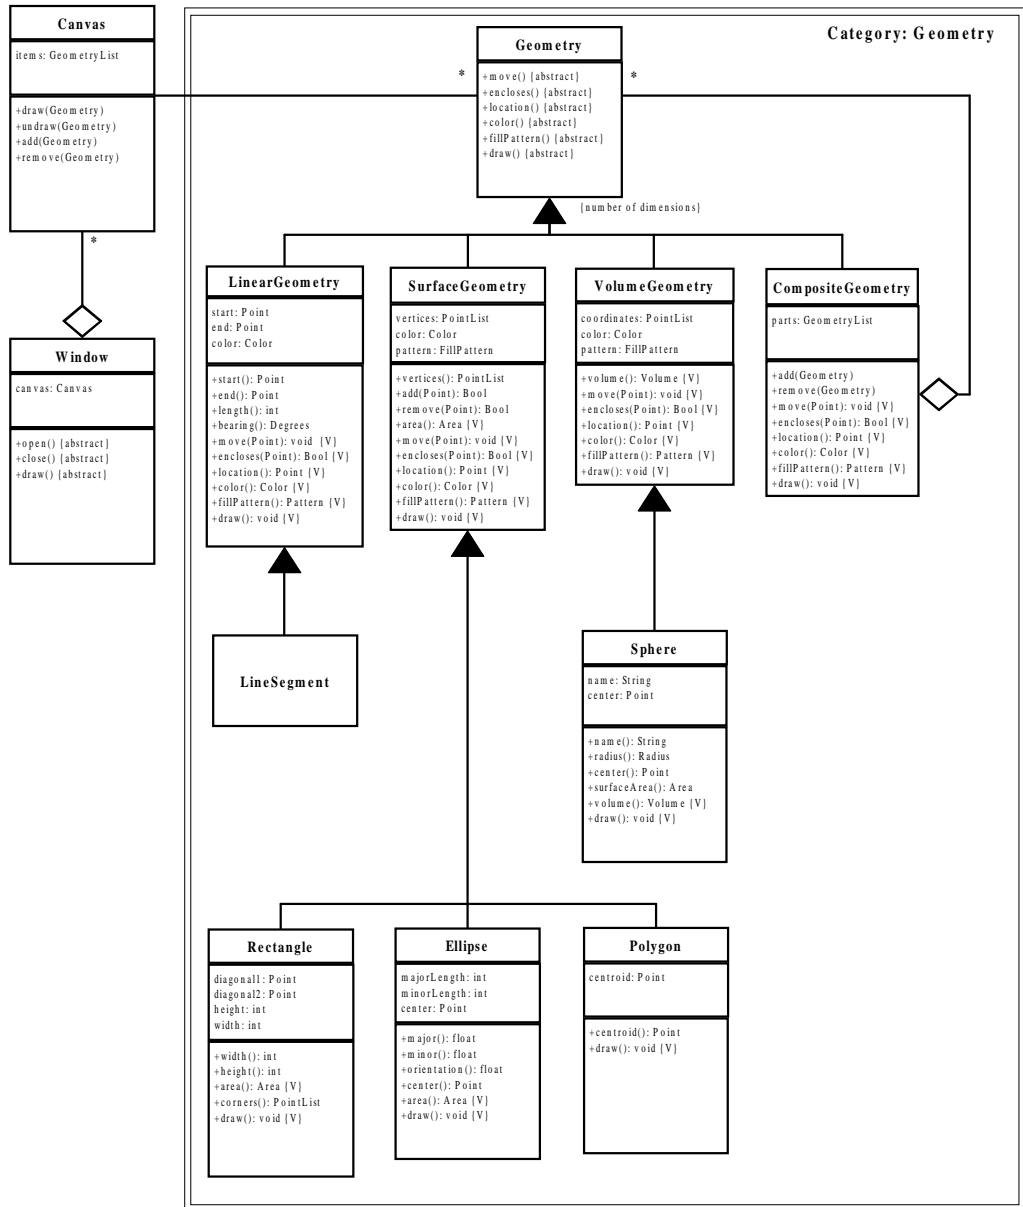 Canvas
items: GeometryList
+draw(Geometry)
+undraw(Geometry)
+add(Geometry)
+remove(Geometry)
*
Window
canvas: Canvas
+open() {abstract}
+close() {abstract}
+draw() {abstract}
Category: Geometry
*
Geometry
+move() {abstract}
+encloses() {abstract}
+location() {abstract}
+color() {abstract}
+fillPattern() {abstract}
+draw() {abstract}
*
{number of dimensions}
LinearGeometry
start: Point
end: Point
color: Color
+start(): Point
+end(): Point
+length(): int
+bearing(): Degrees
+move(Point): void {V}
+encloses(Point): Bool {V}
+location(): Point {V}
+color(): Color {V}
+fillPattern(): Pattern {V}
+draw(): void {V}
SurfaceGeometry
vertices: PointList
color: Color
pattern: FillPattern
+vertices(): PointList
+add(Point): Bool
+remove(Point): Bool
+area(): Area {V}
+move(Point): void {V}
+encloses(Point): Bool {V}
+location(): Point {V}
+color(): Color {V}
+fillPattern(): Pattern {V}
+draw(): void {V}
VolumeGeometry
coordinates: PointList
color: Color
pattern: FillPattern
+volume(): Volume {V}
+move(Point): void {V}
+encloses(Point): Bool {V}
+location(): Point {V}
+color(): Color {V}
+fillPattern(): Pattern {V}
+draw(): void {V}
CompositeGeometry
parts: GeometryList
+add(Geometry)
+remove(Geometry)
+move(Point): void {V}
+encloses(Point): Bool {V}
+location(): Point {V}
+color(): Color {V}
+fillPattern(): Pattern {V}
+draw(): void {V}
LineSegment
Sphere
name: String
center: Point
+name(): String
+radius(): Radius
+center(): Point
+surfaceArea(): Area
+volume(): Volume {V}
+draw(): void {V}
Rectangle
diagonal1: Point
diagonal2: Point
height: int
width: int
+width(): int
+height(): int
+area(): Area {V}
+corners(): PointList
+draw(): void {V}
Ellipse
majorLength: int
minorLength: int
center: Point
+major(): float
+minor(): float
+orientation(): float
+center(): Point
+area(): Area {V}
+draw(): void {V}
Polygon
centroid: Point
+centroid(): Point
+draw(): void {V}